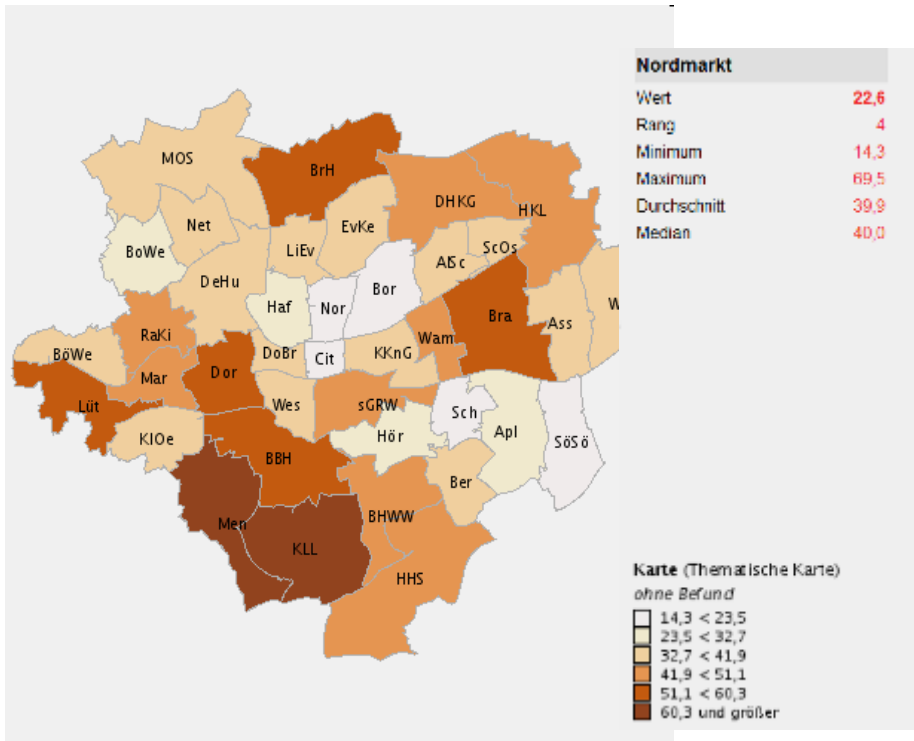 MOS
BrH
DHKG
HKL
Net
EvKe
BoWe
LiEv
AlSc
ScOs
DeHu
Haf
Nor
Bor
W
RaKi
Bra
Ass
BöWe
DoBr
Cit
KKnG
Wam
Mar
Dor
Lüt
Wes
sGRW
Sch
KlOe
Hör
Apl
SöSö
BBH
Ber
Men
BHWW
KLL
HHS
Nordmarkt
Wert 22,6
Rang 4
Minimum 14,3
Maximum 69,5
Durchschnitt 39,9
Median 40,0
Karte (Thematische Karte)
ohne Befund
14,3 < 23,5
23,5 < 32,7
32,7 < 41,9
41,9 < 51,1
51,1 < 60,3
60,3 und größer